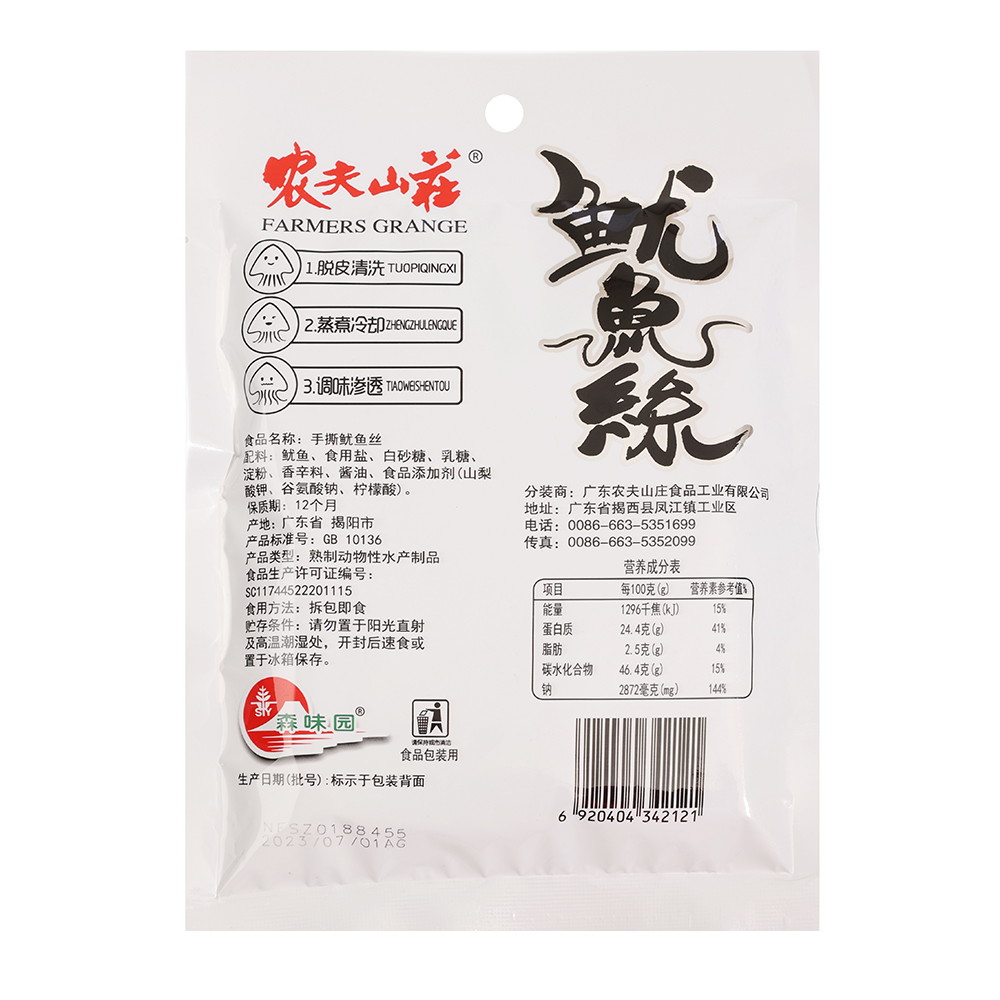 农夫山莊®
FARMERS GRANGE
1.脱皮清洗 TUOPIQINGXI
2.蒸煮冷却 ZHENGZHULENGQUE
3.调味渗透 TIAOWEISHENTOU
食品名称：手撕鱿鱼丝
配料：鱿鱼、食用盐、白砂糖、乳糖、
淀粉、香辛料、酱油、食品添加剂(山梨
酸钾、谷氨酸钠、柠檬酸)。
保质期：12个月
产地：广东省 揭阳市
产品标准号：GB 10136
产品类型：熟制动物性水产制品
食品生产许可证编号：
SC11744522201115
食用方法：拆包即食
贮存条件：请勿置于阳光直射
及高温潮湿处，开封后速食或
置于冰箱保存。
SIY
森味园®
请保持城市清洁
食品包装用
生产日期(批号)：标示于包装背面
NFSZ0188455
2023/07/01AG
魷魚絲
分装商：广东农夫山庄食品工业有限公司
地址：广东省揭西县凤江镇工业区
电话：0086-663-5351699
传真：0086-663-5352099
营养成分表
项目 每100克(g) 营养素参考值%
能量 1296千焦(kJ) 15%
蛋白质 24.4克(g) 41%
脂肪 2.5克(g) 4%
碳水化合物 46.4克(g) 15%
钠 2872毫克(mg) 144%
6 920404 342121